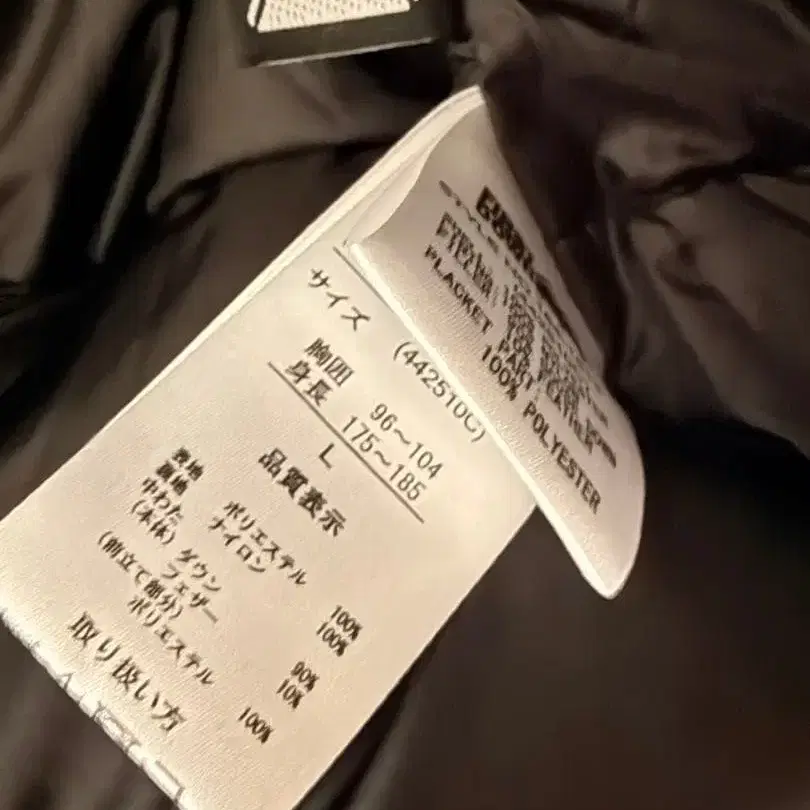 サイズ (442510C)
胸囲 96~104
身長 175~185
L
品質表示
表地 ポリエステル 100%
裏地 ナイロン 100%
中わた
(本体) ダウン 90%
フェザー 10%
(前立て部分)
ポリエステル 100%
取り扱い方
STYLE
PLACKET PART
100% POLYESTER